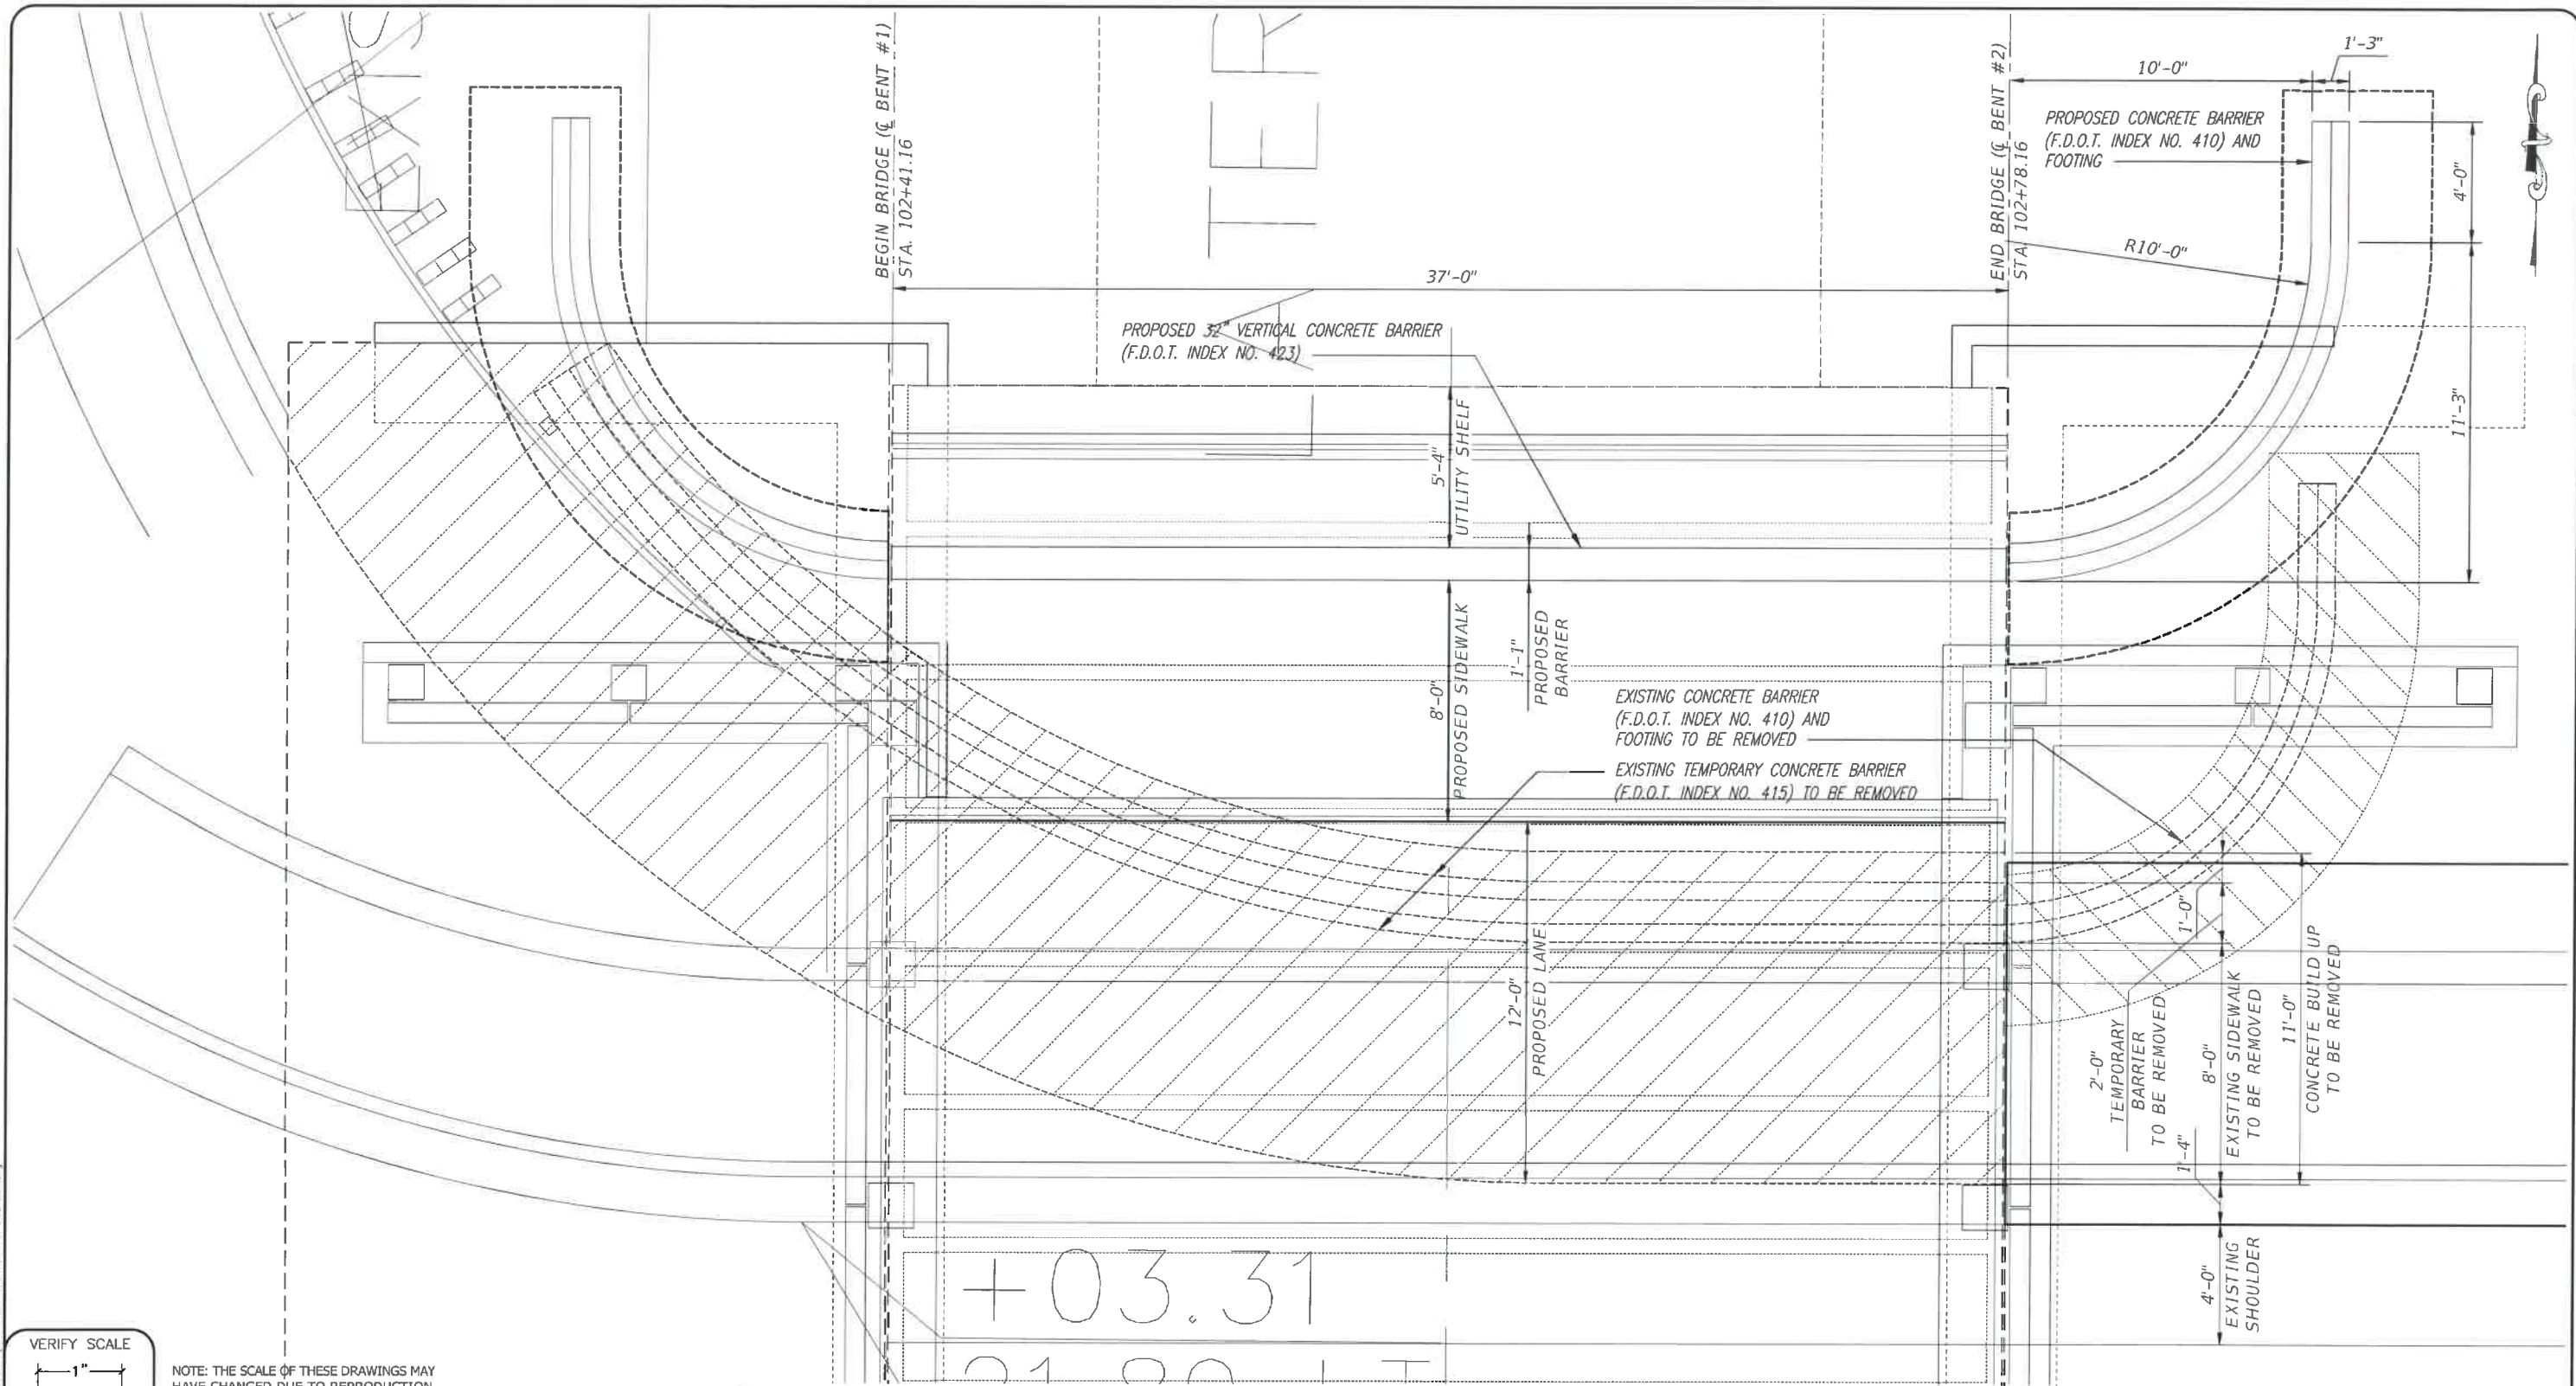 BEGIN BRIDGE (℄ BENT #1)
STA. 102+41.16
TER
END BRIDGE (℄ BENT #2)
STA. 102+78.16
10'-0"
1'-3"
PROPOSED CONCRETE BARRIER
(F.D.O.T. INDEX NO. 410) AND
FOOTING
4'-0"
R10'-0"
37'-0"
11'-3"
PROPOSED 32" VERTICAL CONCRETE BARRIER
(F.D.O.T. INDEX NO. 423)
5'-4"
UTILITY SHELF
8'-0"
PROPOSED SIDEWALK
1'-1"
PROPOSED
BARRIER
EXISTING CONCRETE BARRIER
(F.D.O.T. INDEX NO. 410) AND
FOOTING TO BE REMOVED
EXISTING TEMPORARY CONCRETE BARRIER
(F.D.O.T. INDEX NO. 415) TO BE REMOVED
12'-0"
PROPOSED LANE
1'-0"
2'-0"
TEMPORARY
BARRIER
TO BE REMOVED
1'-4"
8'-0"
EXISTING SIDEWALK
TO BE REMOVED
11'-0"
CONCRETE BUILD UP
TO BE REMOVED
4'-0"
EXISTING
SHOULDER
+03.31
VERIFY SCALE
1"
NOTE: THE SCALE OF THESE DRAWINGS MAY
HAVE CHANGED DUE TO REPRODUCTION